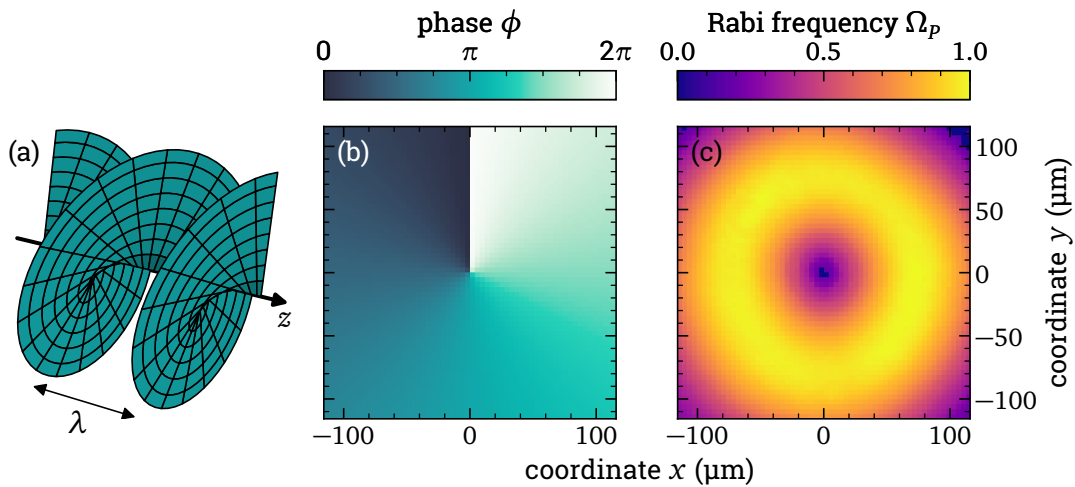 phase ϕ
0 π 2π
Rabi frequency Ω_P
0.0 0.5 1.0
(a)
z
λ
(b)
−100 0 100
(c)
−100 0 100
100
50
0
−50
−100
coordinate y (μm)
coordinate x (μm)